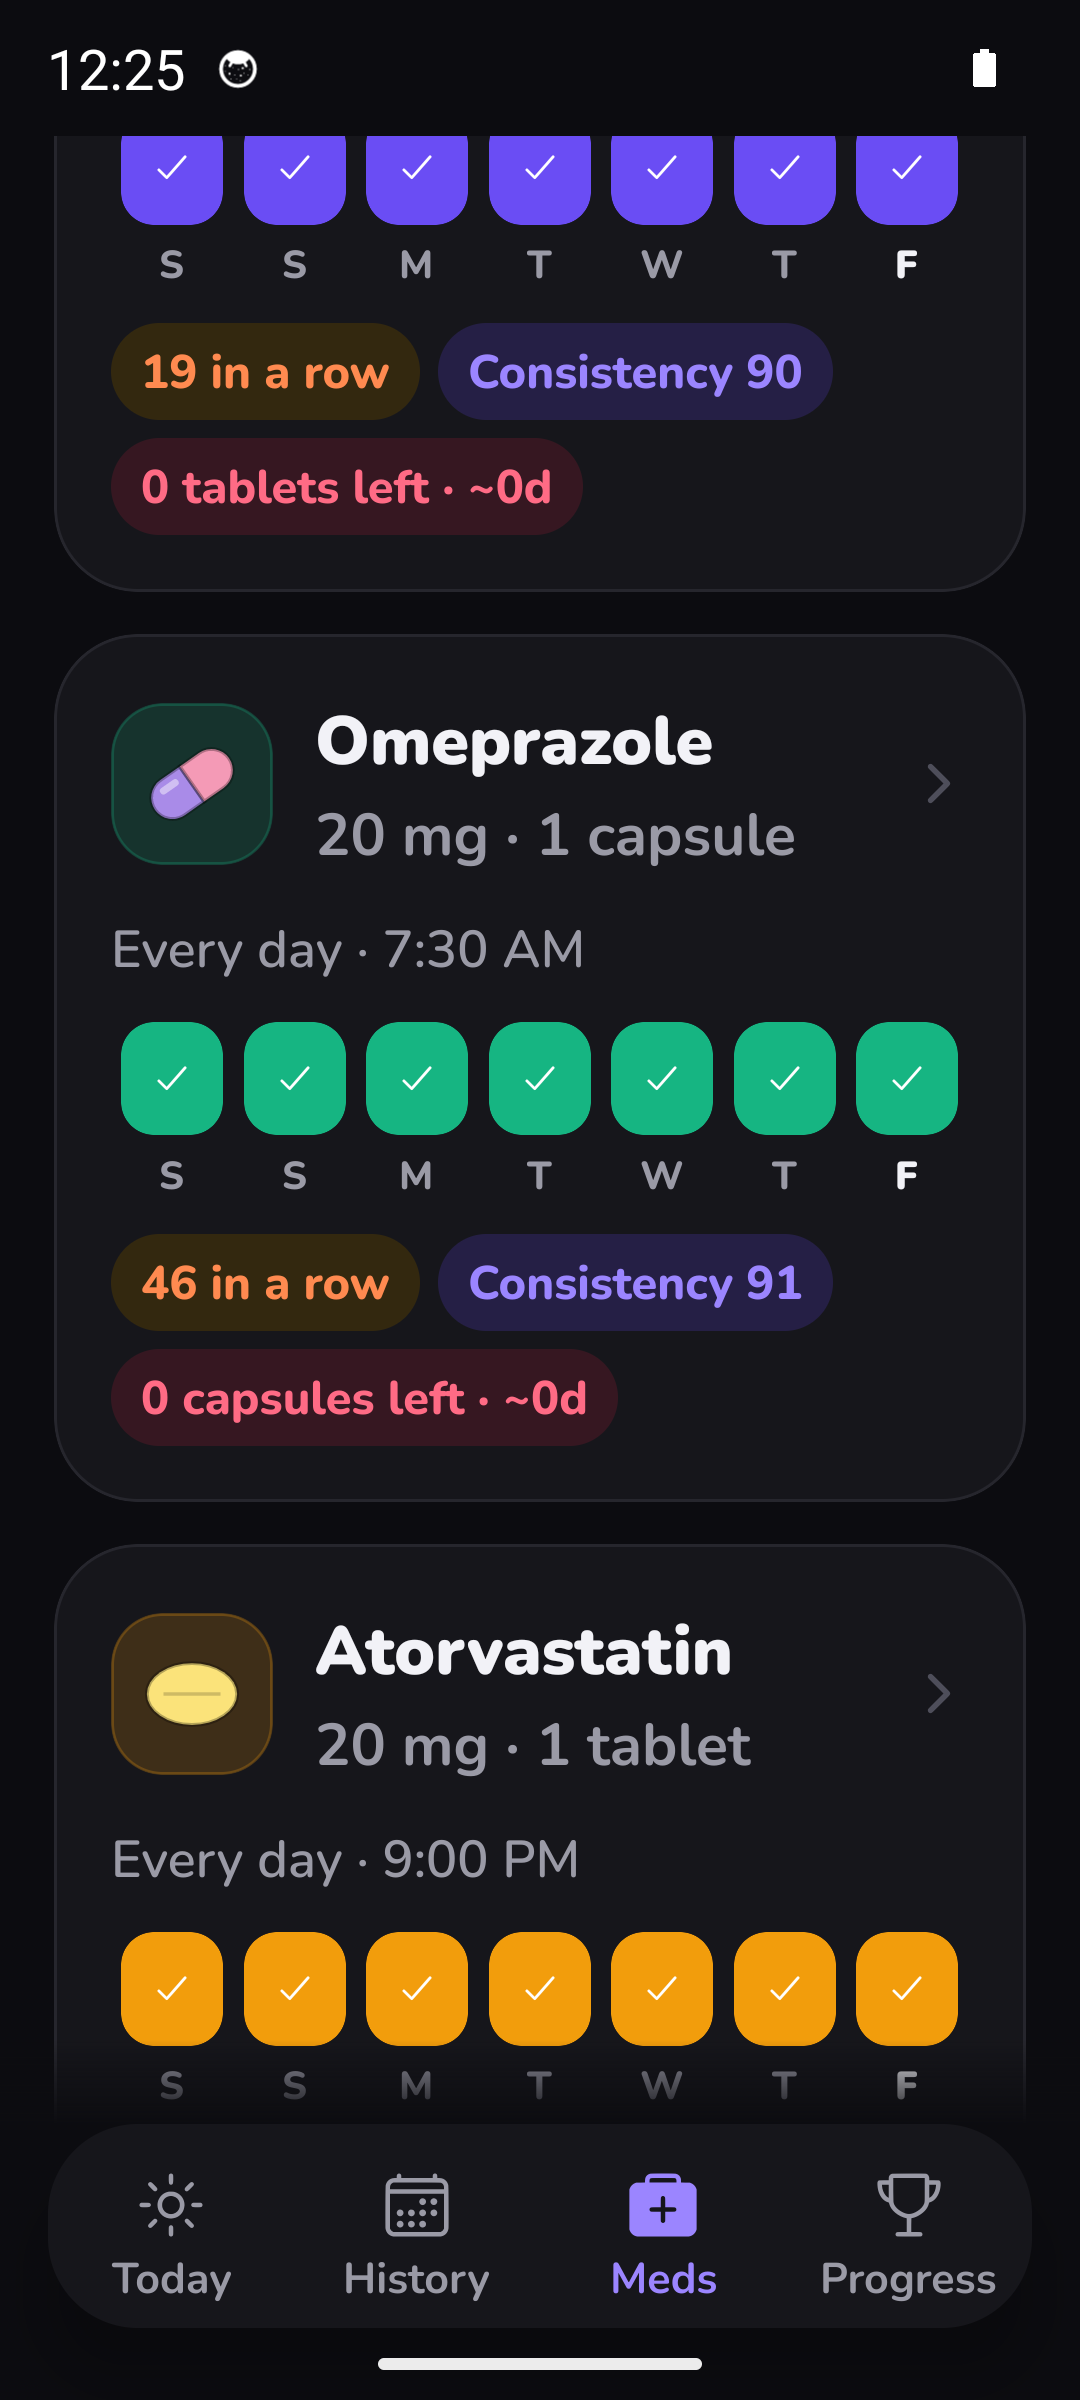 12:25
S S M T W T F
19 in a row Consistency 90
0 tablets left · ~0d
Omeprazole
20 mg · 1 capsule
Every day · 7:30 AM
S S M T W T F
46 in a row Consistency 91
0 capsules left · ~0d
Atorvastatin
20 mg · 1 tablet
Every day · 9:00 PM
S S M T W T F
Today History Meds Progress